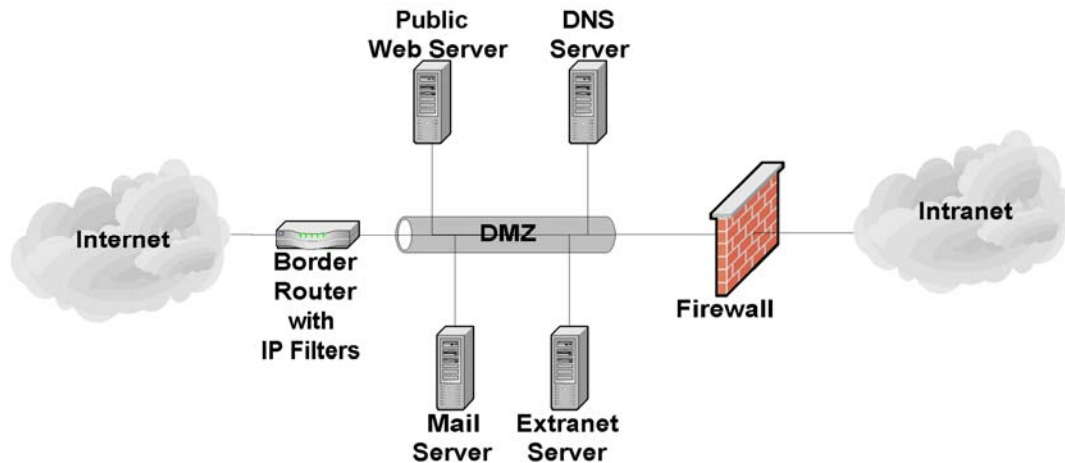 Public
Web Server
DNS
Server
Internet
Border
Router
with
IP Filters
DMZ
Firewall
Intranet
Mail
Server
Extranet
Server